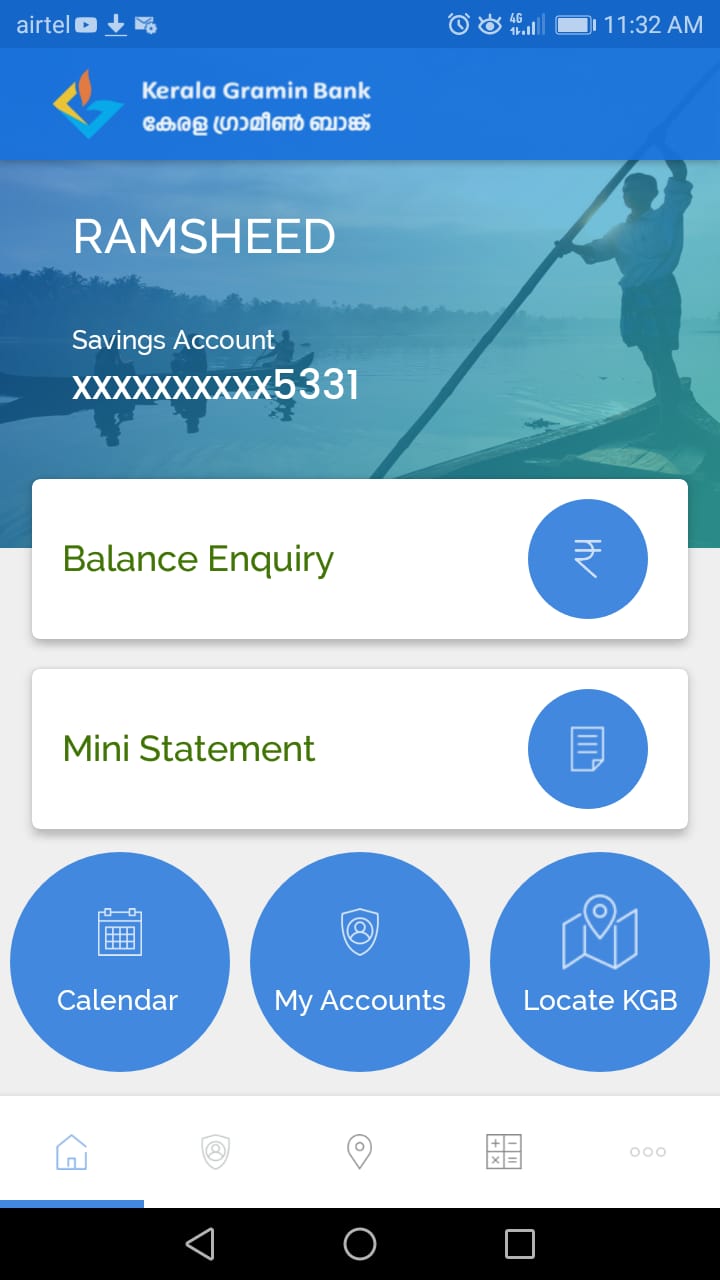 airtel 4G 11:32 AM
Kerala Gramin Bank
കേരള ഗ്രാമീൺ ബാങ്ക്
RAMSHEED
Savings Account
xxxxxxxxxx5331
Balance Enquiry
₹
Mini Statement
Calendar My Accounts Locate KGB